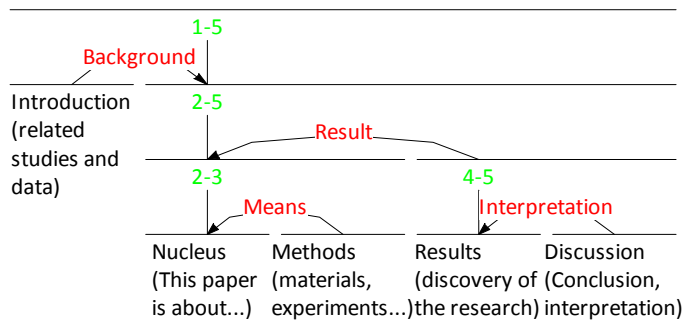 1-5
Background
Introduction
(related
studies and
data)
2-5
Result
2-3
4-5
Means
Interpretation
Nucleus
(This paper
is about...)
Methods
(materials,
experiments...)
Results
(discovery of
the research)
Discussion
(Conclusion,
interpretation)